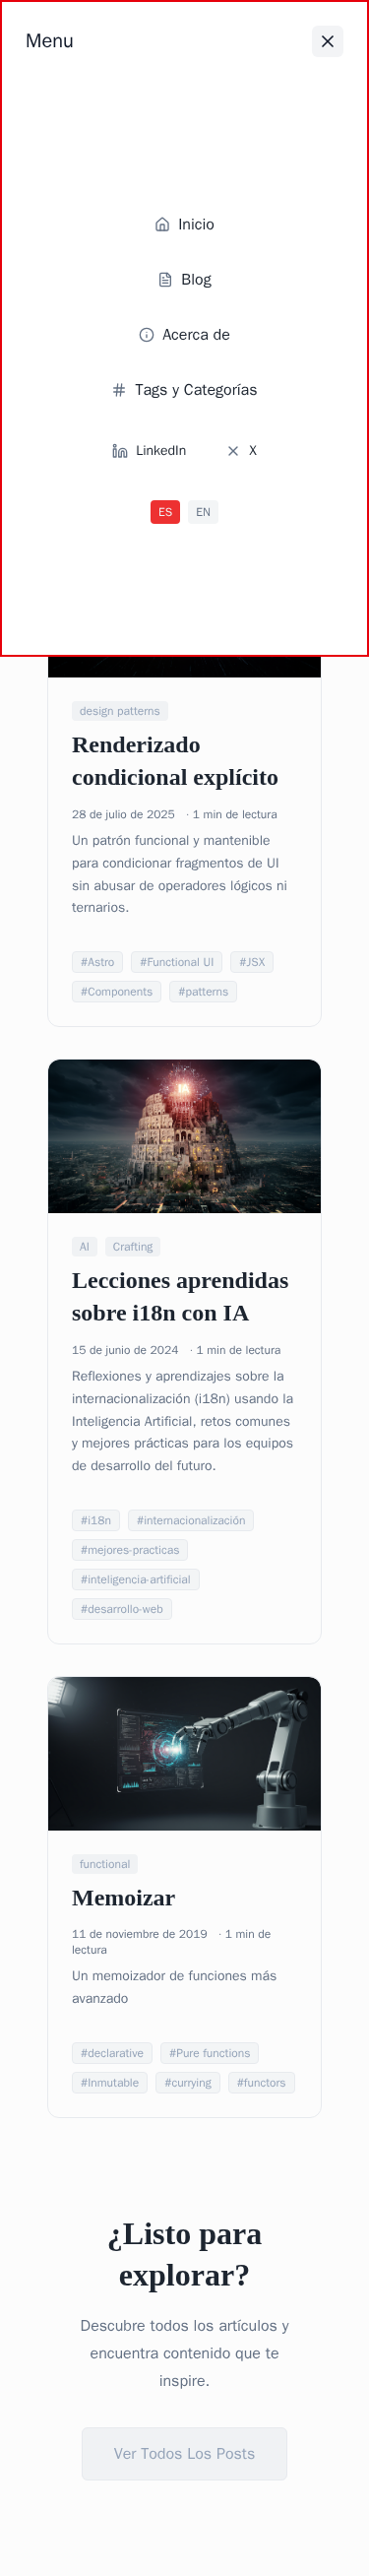 Menu
Inicio
Blog
Acerca de
Tags y Categorías
LinkedIn X
ES EN
design patterns
Renderizado
condicional explícito
28 de julio de 2025 · 1 min de lectura
Un patrón funcional y mantenible
para condicionar fragmentos de UI
sin abusar de operadores lógicos ni
ternarios.
#Astro #Functional UI #JSX
#Components #patterns
IA
AI Crafting
Lecciones aprendidas
sobre i18n con IA
15 de junio de 2024 · 1 min de lectura
Reflexiones y aprendizajes sobre la
internacionalización (i18n) usando la
Inteligencia Artificial, retos comunes
y mejores prácticas para los equipos
de desarrollo del futuro.
#i18n #internacionalización
#mejores-practicas
#inteligencia-artificial
#desarrollo-web
functional
Memoizar
11 de noviembre de 2019 · 1 min de
lectura
Un memoizador de funciones más
avanzado
#declarative #Pure functions
#Inmutable #currying #functors
¿Listo para
explorar?
Descubre todos los artículos y
encuentra contenido que te
inspire.
Ver Todos Los Posts